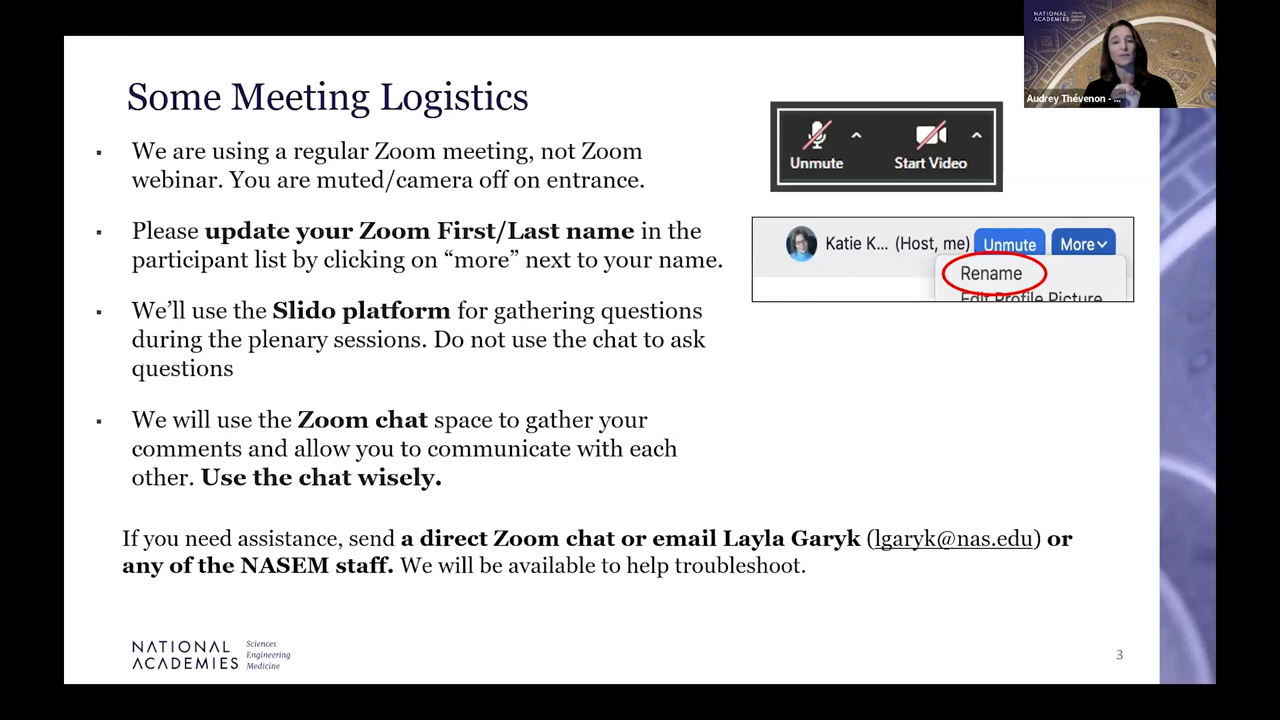 Some Meeting Logistics
▪ We are using a regular Zoom meeting, not Zoom
webinar. You are muted/camera off on entrance.
▪ Please update your Zoom First/Last name in the
participant list by clicking on “more” next to your name.
▪ We’ll use the Slido platform for gathering questions
during the plenary sessions. Do not use the chat to ask
questions
▪ We will use the Zoom chat space to gather your
comments and allow you to communicate with each
other. Use the chat wisely.
If you need assistance, send a direct Zoom chat or email Layla Garyk (lgaryk@nas.edu) or
any of the NASEM staff. We will be available to help troubleshoot.
Unmute Start Video
Katie K... (Host, me) Unmute More
Rename
Edit Profile Picture
NATIONAL
ACADEMIES
Audrey Thévenon - ...
NATIONAL
ACADEMIES
Sciences
Engineering
Medicine
3